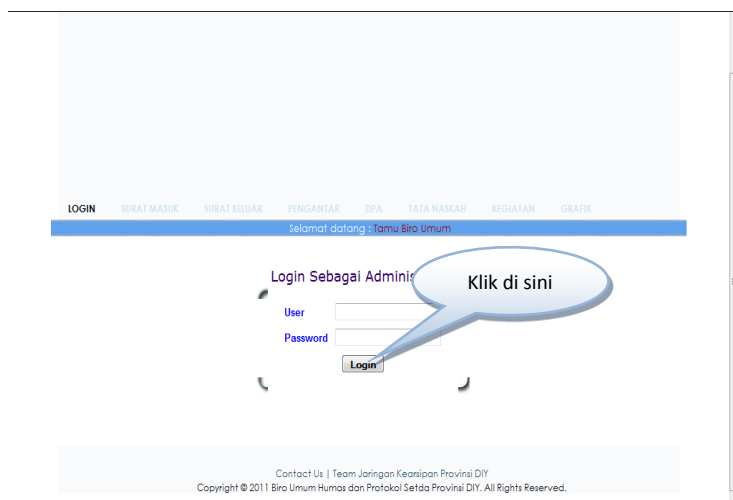 LOGIN SURAT MASUK SURAT KELUAR PENGANTAR DPA TATA NASKAH KEGIATAN GRAFIK
Selamat datang : Tamu Biro Umum
Login Sebagai Adminis
Klik di sini
User
Password
Login
Contact Us | Team Jaringan Kearsipan Provinsi DIY
Copyright © 2011 Biro Umum Humas dan Protokol Setda Provinsi DIY. All Rights Reserved.